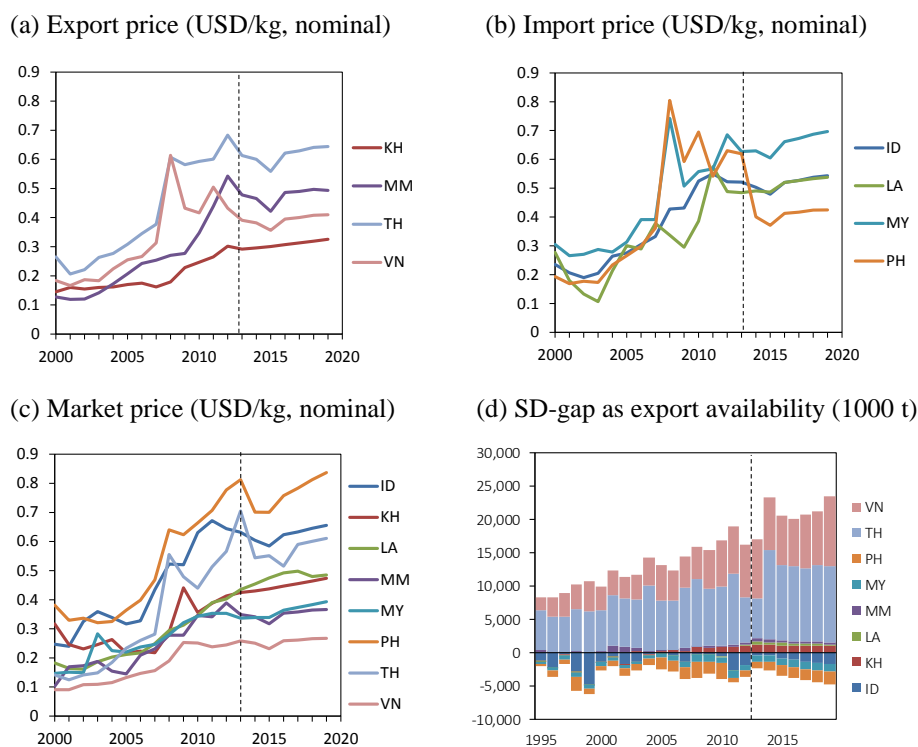 (a) Export price (USD/kg, nominal)
0.9
0.8
0.7
0.6
0.5
0.4
0.3
0.2
0.1
0
2000 2005 2010 2015 2020
KH
MM
TH
VN
(b) Import price (USD/kg, nominal)
0.9
0.8
0.7
0.6
0.5
0.4
0.3
0.2
0.1
0
2000 2005 2010 2015 2020
ID
LA
MY
PH
(c) Market price (USD/kg, nominal)
0.9
0.8
0.7
0.6
0.5
0.4
0.3
0.2
0.1
0
2000 2005 2010 2015 2020
ID
KH
LA
MM
MY
PH
TH
VN
(d) SD-gap as export availability (1000 t)
30,000
25,000
20,000
15,000
10,000
5,000
0
-5,000
-10,000
1995 2000 2005 2010 2015
VN
TH
PH
MY
MM
LA
KH
ID